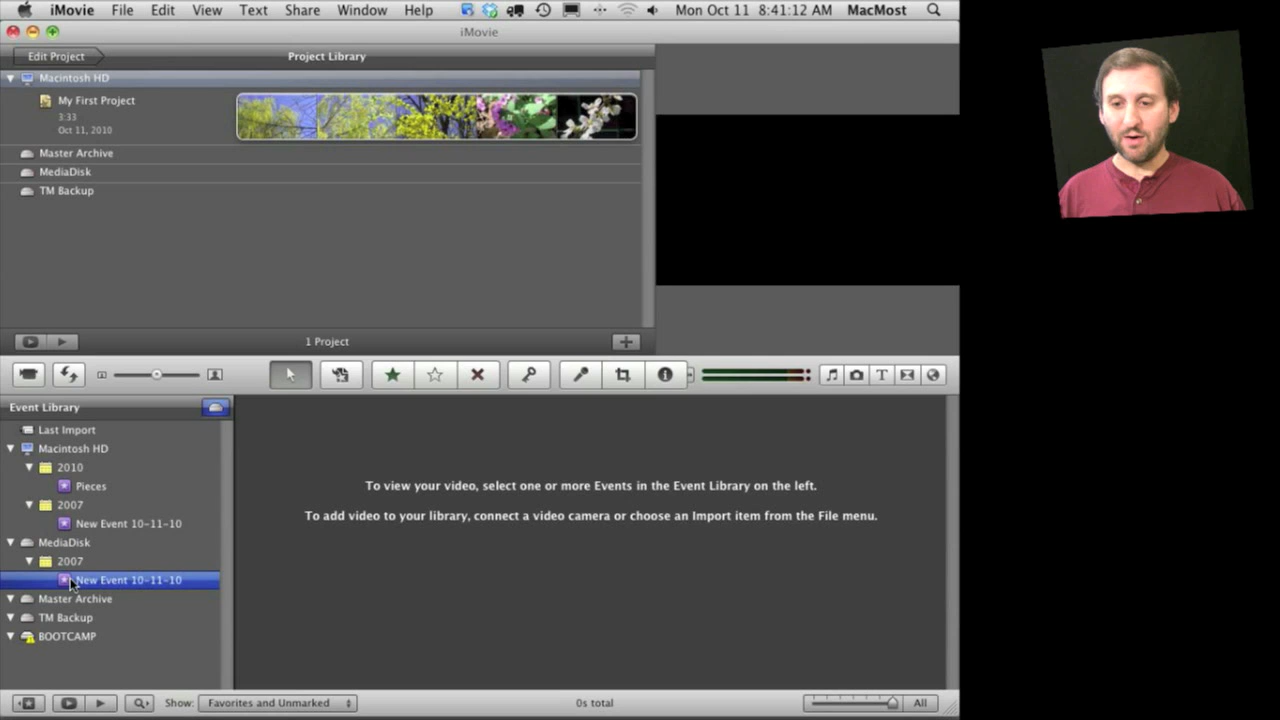 iMovie File Edit View Text Share Window Help Mon Oct 11 8:41:12 AM MacMost
iMovie
Edit Project Project Library
Macintosh HD
My First Project
3:33
Oct 11, 2010
Master Archive
MediaDisk
TM Backup
1 Project
Event Library
Last Import
Macintosh HD
2010
Pieces
2007
New Event 10-11-10
MediaDisk
2007
New Event 10-11-10
Master Archive
TM Backup
BOOTCAMP
To view your video, select one or more Events in the Event Library on the left.
To add video to your library, connect a video camera or choose an Import item from the File menu.
Show: Favorites and Unmarked 0s total All